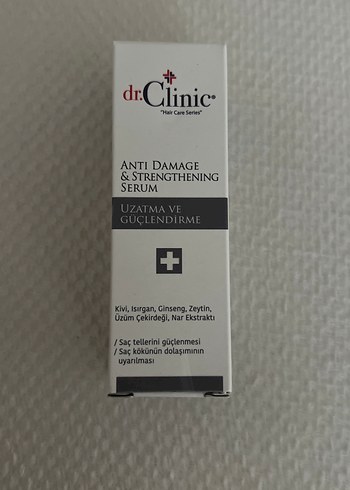 dr.Clinic®
"Hair Care Series"
ANTI DAMAGE
& STRENGTHENING
SERUM
UZATMA VE
GÜÇLENDİRME
Kivi, Isırgan, Ginseng, Zeytin,
Üzüm Çekirdeği, Nar Ekstraktı
/ Saç tellerini güçlenmesi
/ Saç kökünün dolaşımının
uyarılması